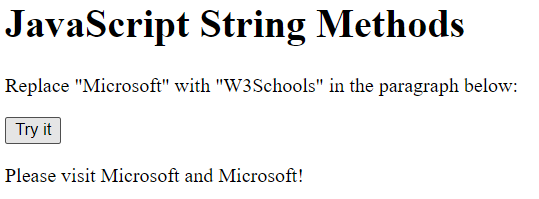 JavaScript String Methods
Replace "Microsoft" with "W3Schools" in the paragraph below:
Try it
Please visit Microsoft and Microsoft!